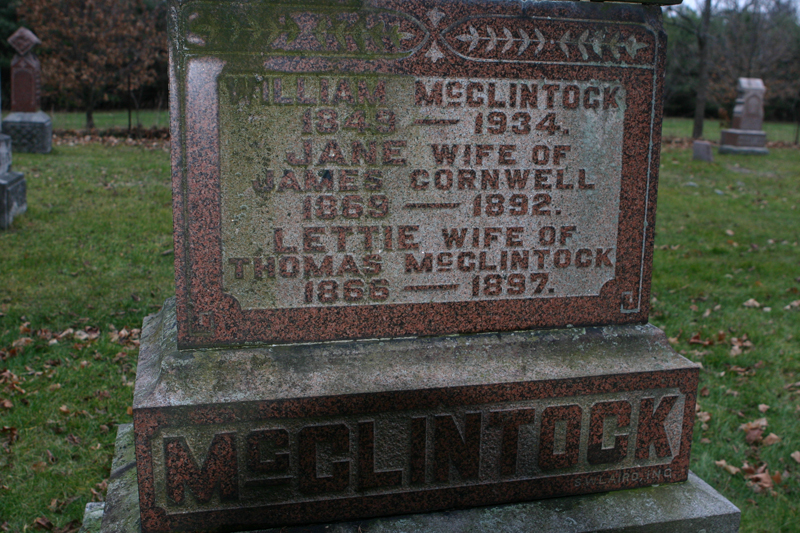 WILLIAM McCLINTOCK
1849 — 1934.
JANE WIFE OF
JAMES CORNWELL
1869 — 1892.
LETTIE WIFE OF
THOMAS McCLINTOCK
1866 — 1897.
McCLINTOCK